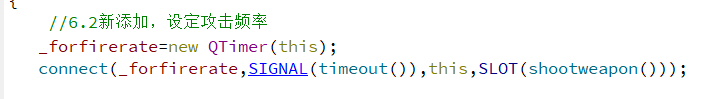 {
//6.2新添加，设定攻击频率
_forfirerate=new QTimer(this);
connect(_forfirerate,SIGNAL(timeout()),this,SLOT(shootweapon()));